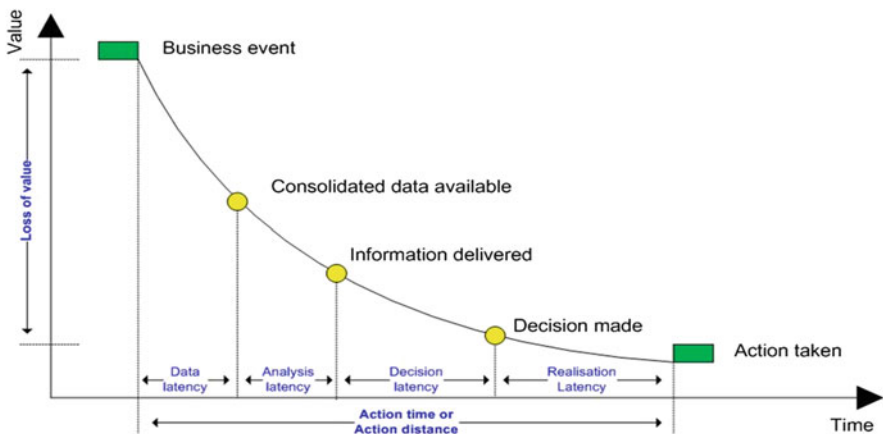 Value
Business event
Loss of value
Consolidated data available
Information delivered
Decision made
Action taken
Data
latency
Analysis
latency
Decision
latency
Realisation
Latency
Action time or
Action distance
Time